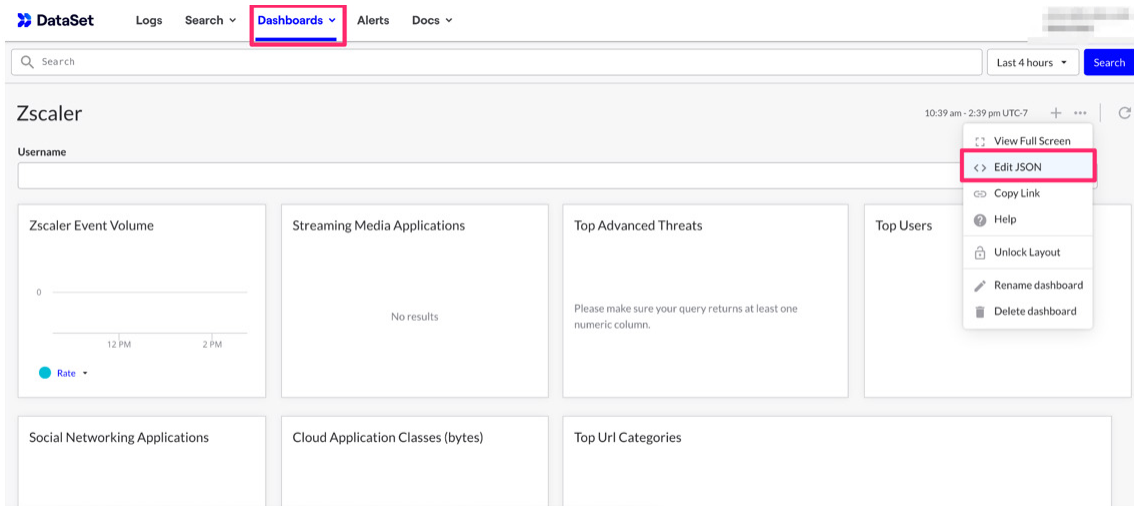 DataSet Logs Search Dashboards Alerts Docs
Search Last 4 hours Search
Zscaler 10:39 am - 2:39 pm UTC-7
View Full Screen
Username
Edit JSON
Copy Link
Help
Unlock Layout
Rename dashboard
Delete dashboard
Zscaler Event Volume Streaming Media Applications Top Advanced Threats Top Users
0
Please make sure your query returns at least one
numeric column.
No results
12 PM 2 PM
Rate
Social Networking Applications Cloud Application Classes (bytes) Top Url Categories